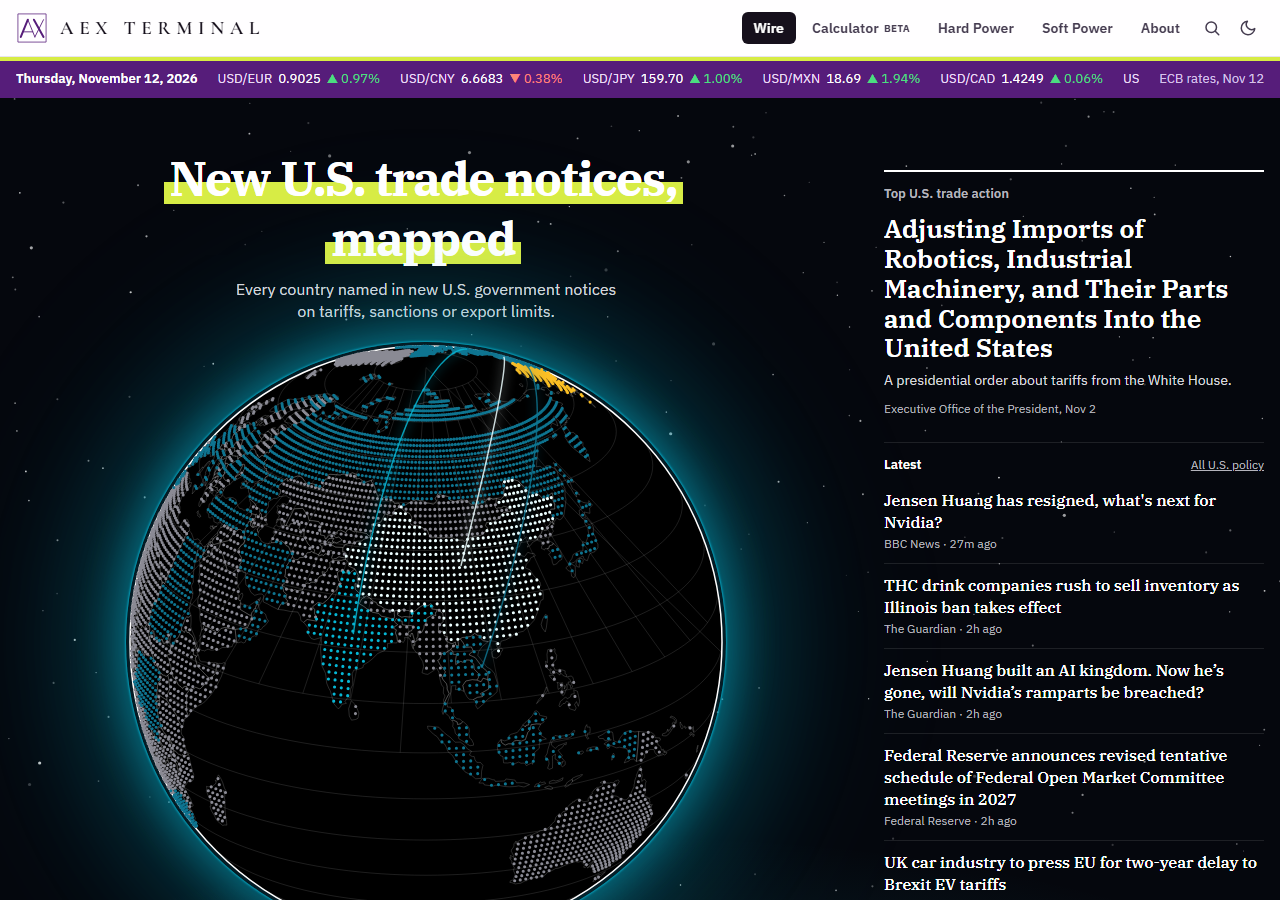 AEX TERMINAL
Wire
Calculator BETA
Hard Power
Soft Power
About
Thursday, November 12, 2026 USD/EUR 0.9025 ▲ 0.97% USD/CNY 6.6683 ▼ 0.38% USD/JPY 159.70 ▲ 1.00% USD/MXN 18.69 ▲ 1.94% USD/CAD 1.4249 ▲ 0.06% US ECB rates, Nov 12
New U.S. trade notices,
mapped
Every country named in new U.S. government notices
on tariffs, sanctions or export limits.
Top U.S. trade action
Adjusting Imports of
Robotics, Industrial
Machinery, and Their Parts
and Components Into the
United States
A presidential order about tariffs from the White House.
Executive Office of the President, Nov 2
Latest
All U.S. policy
Jensen Huang has resigned, what's next for
Nvidia?
BBC News · 27m ago
THC drink companies rush to sell inventory as
Illinois ban takes effect
The Guardian · 2h ago
Jensen Huang built an AI kingdom. Now he’s
gone, will Nvidia’s ramparts be breached?
The Guardian · 2h ago
Federal Reserve announces revised tentative
schedule of Federal Open Market Committee
meetings in 2027
Federal Reserve · 2h ago
UK car industry to press EU for two-year delay to
Brexit EV tariffs